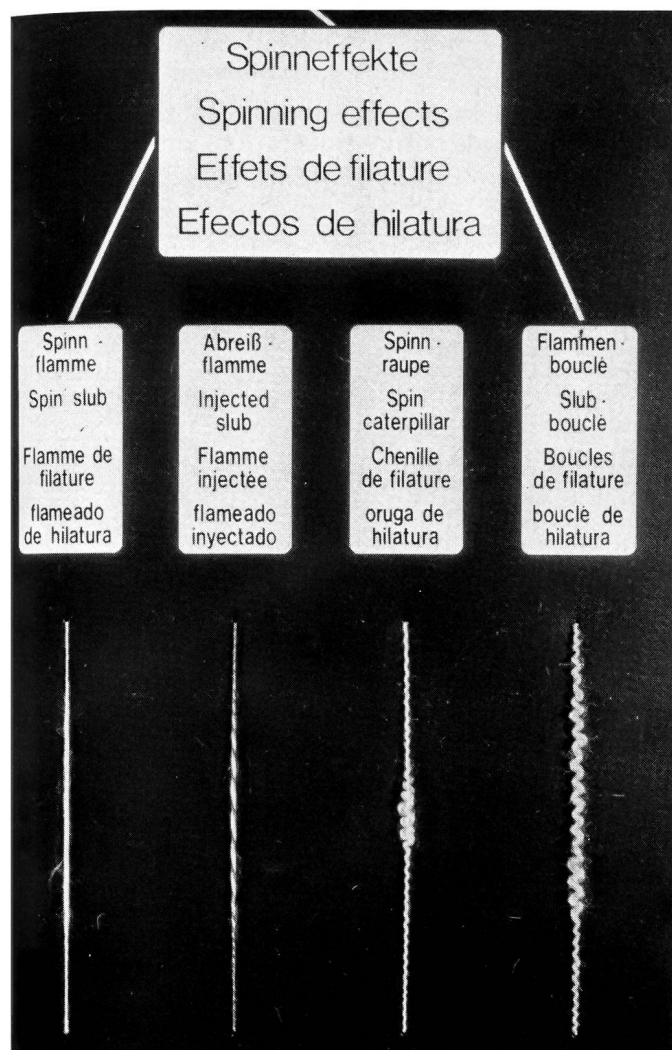 Spinneffekte
Spinning effects
Effets de filature
Efectos de hilatura
Spinn-
flamme
Spin slub
Flamme de
filature
flameado
de hilatura
Abreiß-
flamme
Injected
slub
Flamme
injectée
flameado
inyectado
Spinn-
raupe
Spin
caterpillar
Chenille
de filature
oruga de
hilatura
Flammen-
bouclé
Slub-
bouclé
Boucles
de filature
bouclé de
hilatura